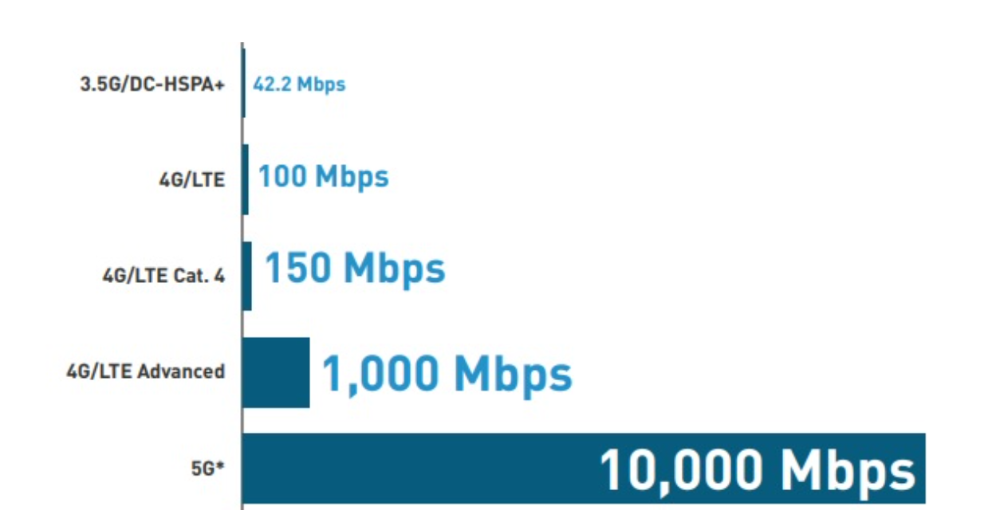 3.5G/DC-HSPA+ 42.2 Mbps
4G/LTE 100 Mbps
4G/LTE Cat. 4 150 Mbps
4G/LTE Advanced 1,000 Mbps
5G* 10,000 Mbps